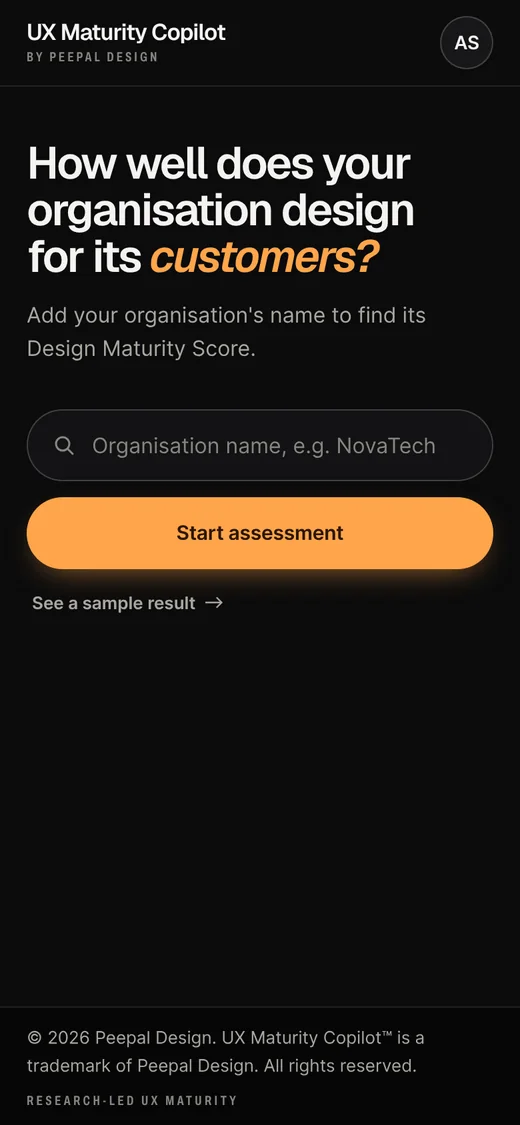 UX Maturity Copilot
BY PEEPAL DESIGN
AS
How well does your
organisation design
for its customers?
Add your organisation's name to find its
Design Maturity Score.
Organisation name, e.g. NovaTech
Start assessment
See a sample result →
© 2026 Peepal Design. UX Maturity Copilot™ is a
trademark of Peepal Design. All rights reserved.
RESEARCH-LED UX MATURITY